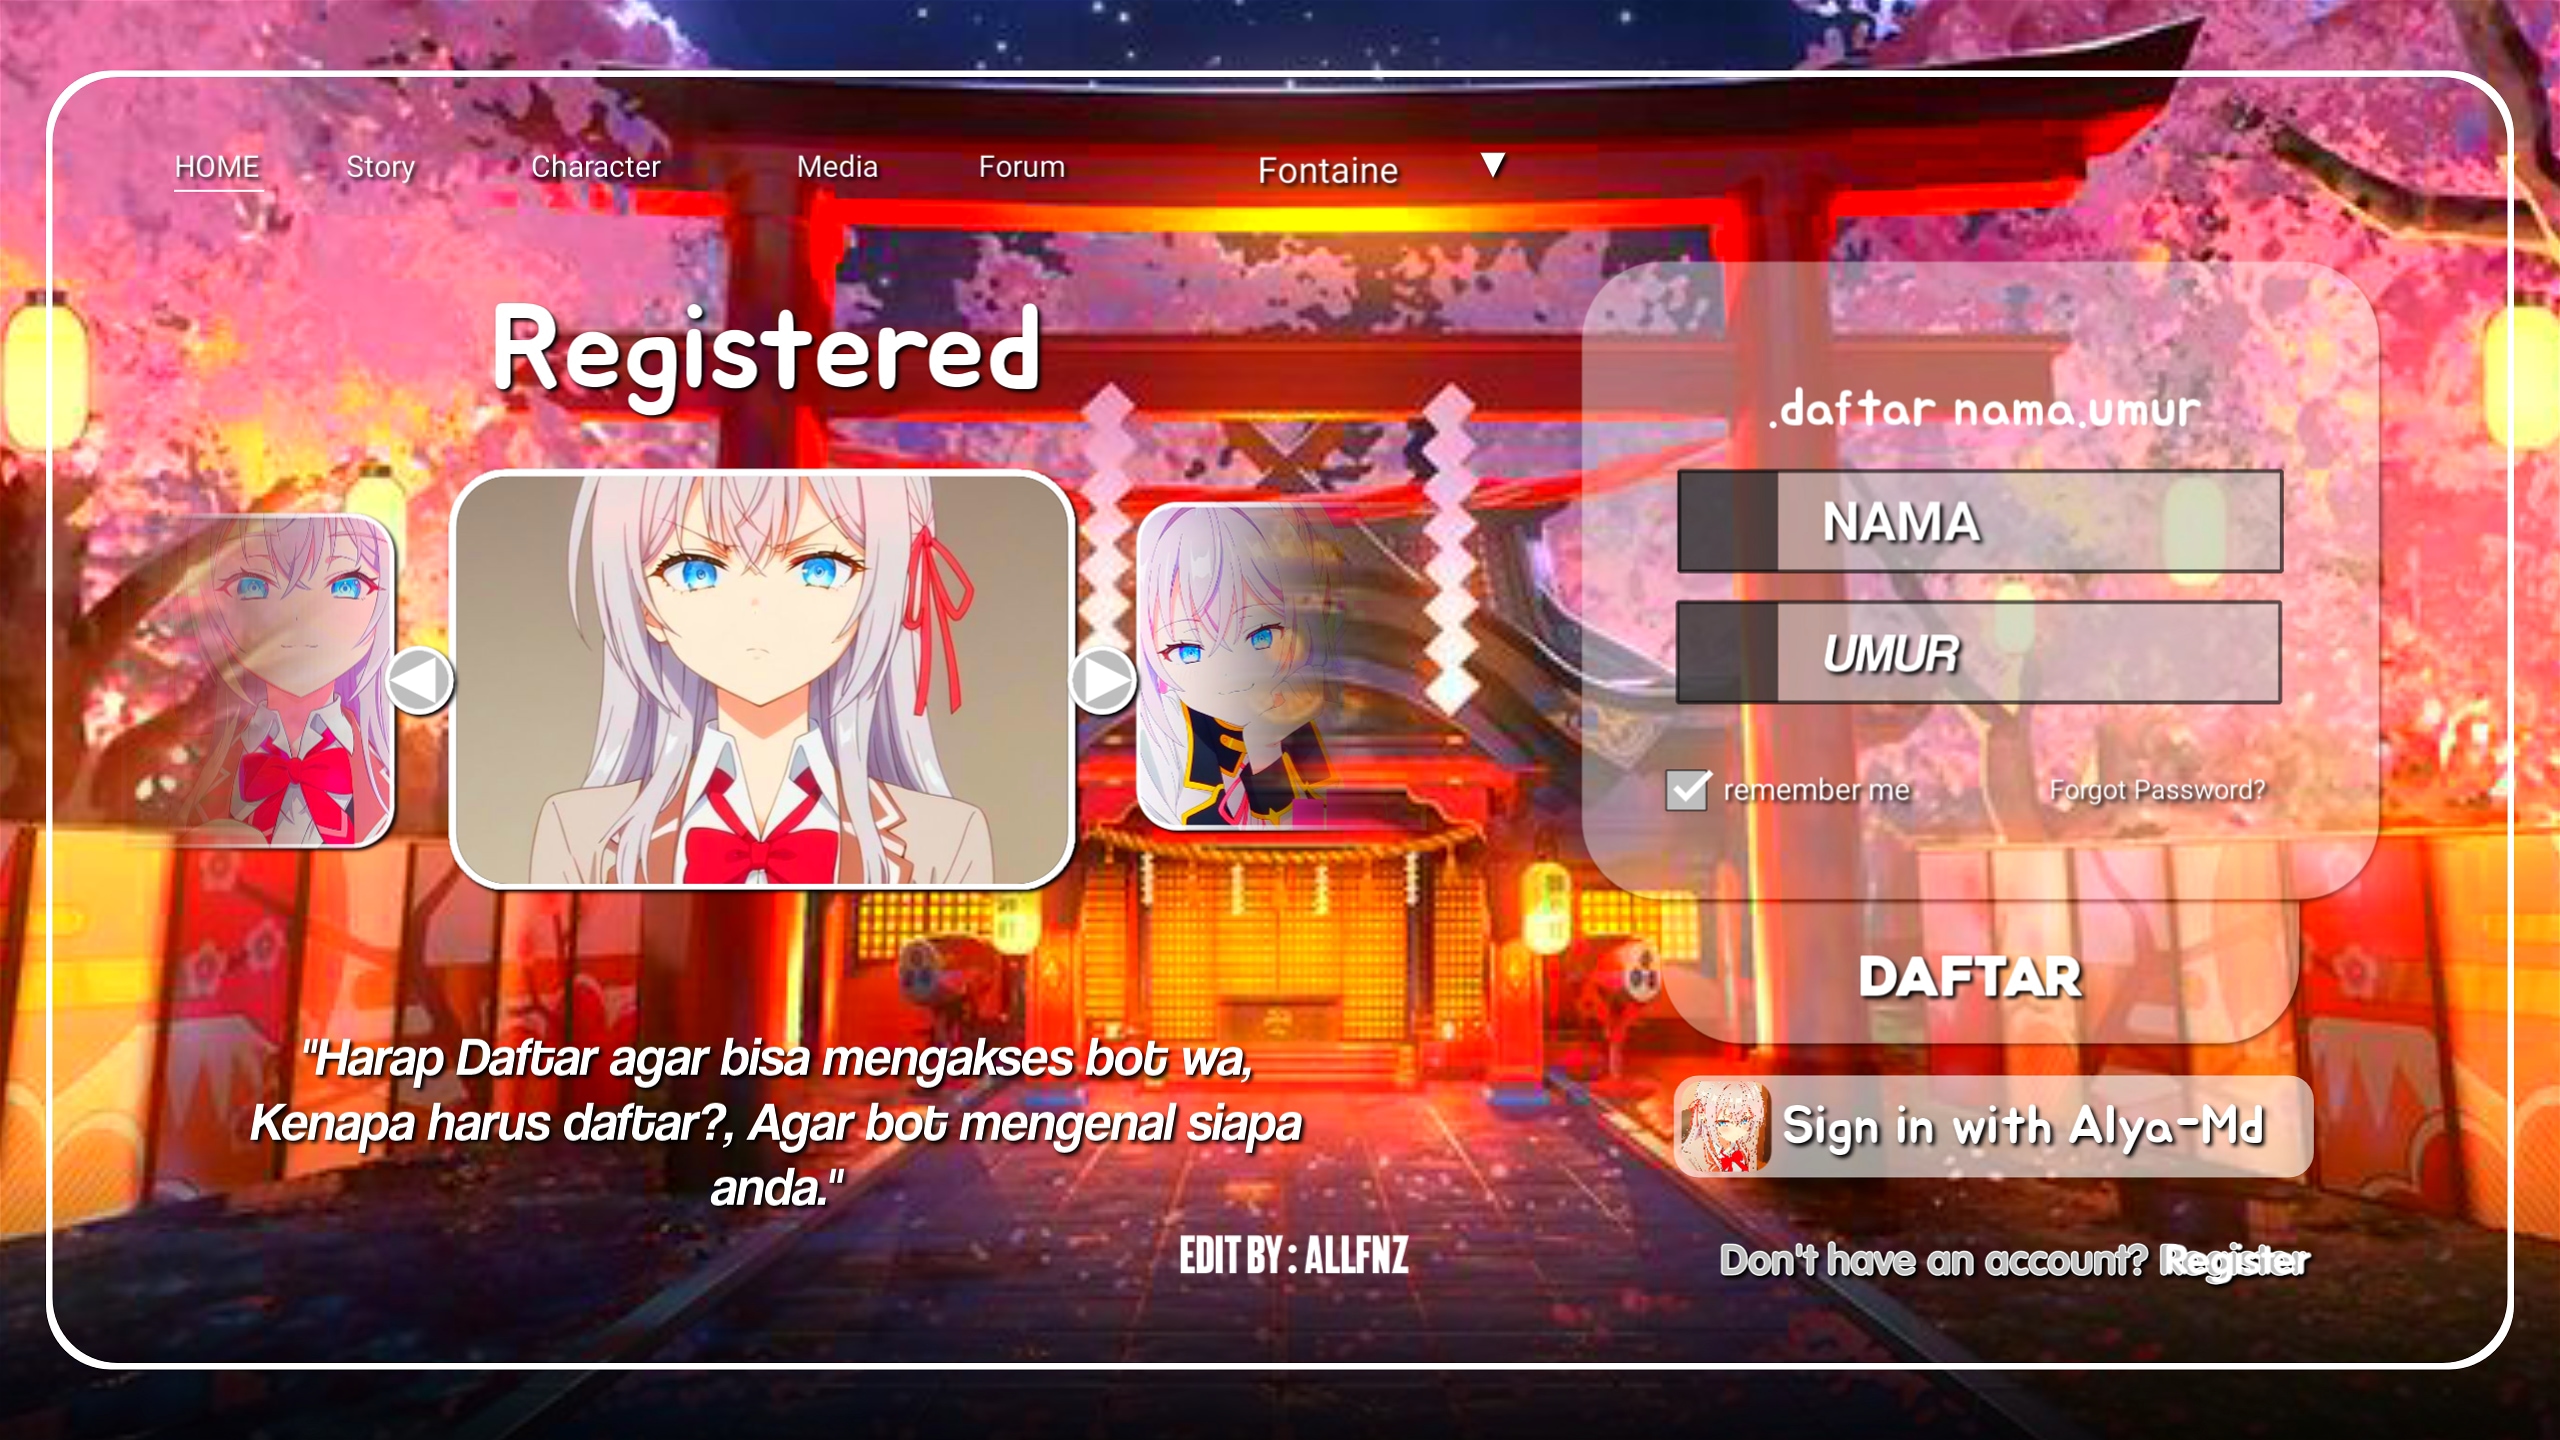 HOME Story Character Media Forum Fontaine
Registered
"Harap Daftar agar bisa mengakses bot wa,
Kenapa harus daftar?, Agar bot mengenal siapa
anda."
EDIT BY : ALLFNZ
.daftar nama.umur
NAMA
UMUR
remember me Forgot Password?
DAFTAR
Sign in with Alya-Md
Don't have an account? Register